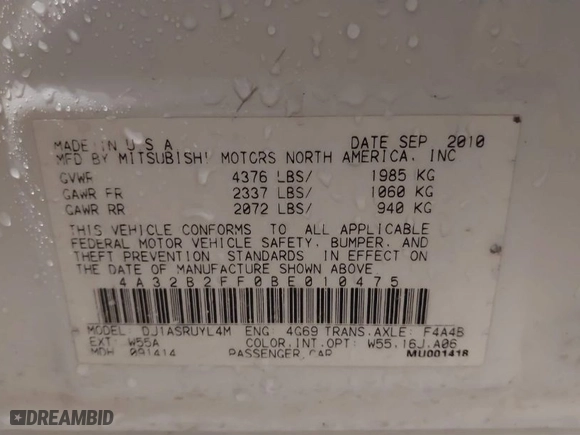 MADE IN U S A DATE SEP 2010
MFD BY MITSUBISHI MOTORS NORTH AMERICA, INC
GVWR 4376 LBS/ 1985 KG
GAWR FR 2337 LBS/ 1060 KG
GAWR RR 2072 LBS/ 940 KG
THIS VEHICLE CONFORMS TO ALL APPLICABLE
FEDERAL MOTOR VEHICLE SAFETY, BUMPER, AND
THEFT PREVENTION STANDARDS IN EFFECT ON
THE DATE OF MANUFACTURE SHOWN ABOVE
4A32B2FF0BE010475
MODEL: DJ1ASRUYL4M ENG: 4G69 TRANS.AXLE: F4A4B
EXT: W55A COLOR.INT.OPT: W55.16J.A06
MDH 091414 PASSENGER CAR MU001418
DREAMBID